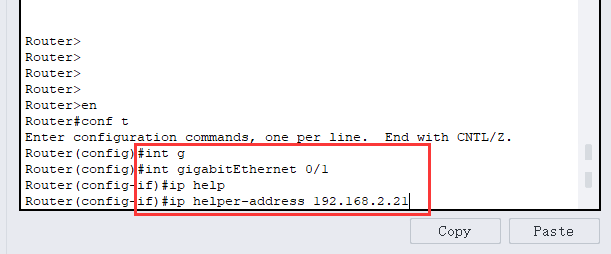 Router>
Router>
Router>
Router>
Router>en
Router#conf t
Enter configuration commands, one per line.  End with CNTL/Z.
Router(config)#int g
Router(config)#int gigabitEthernet 0/1
Router(config-if)#ip help
Router(config-if)#ip helper-address 192.168.2.21
Copy
Paste